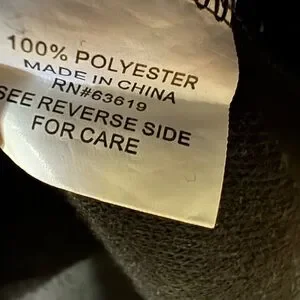 100% POLYESTER
MADE IN CHINA
RN#63619
SEE REVERSE SIDE
FOR CARE